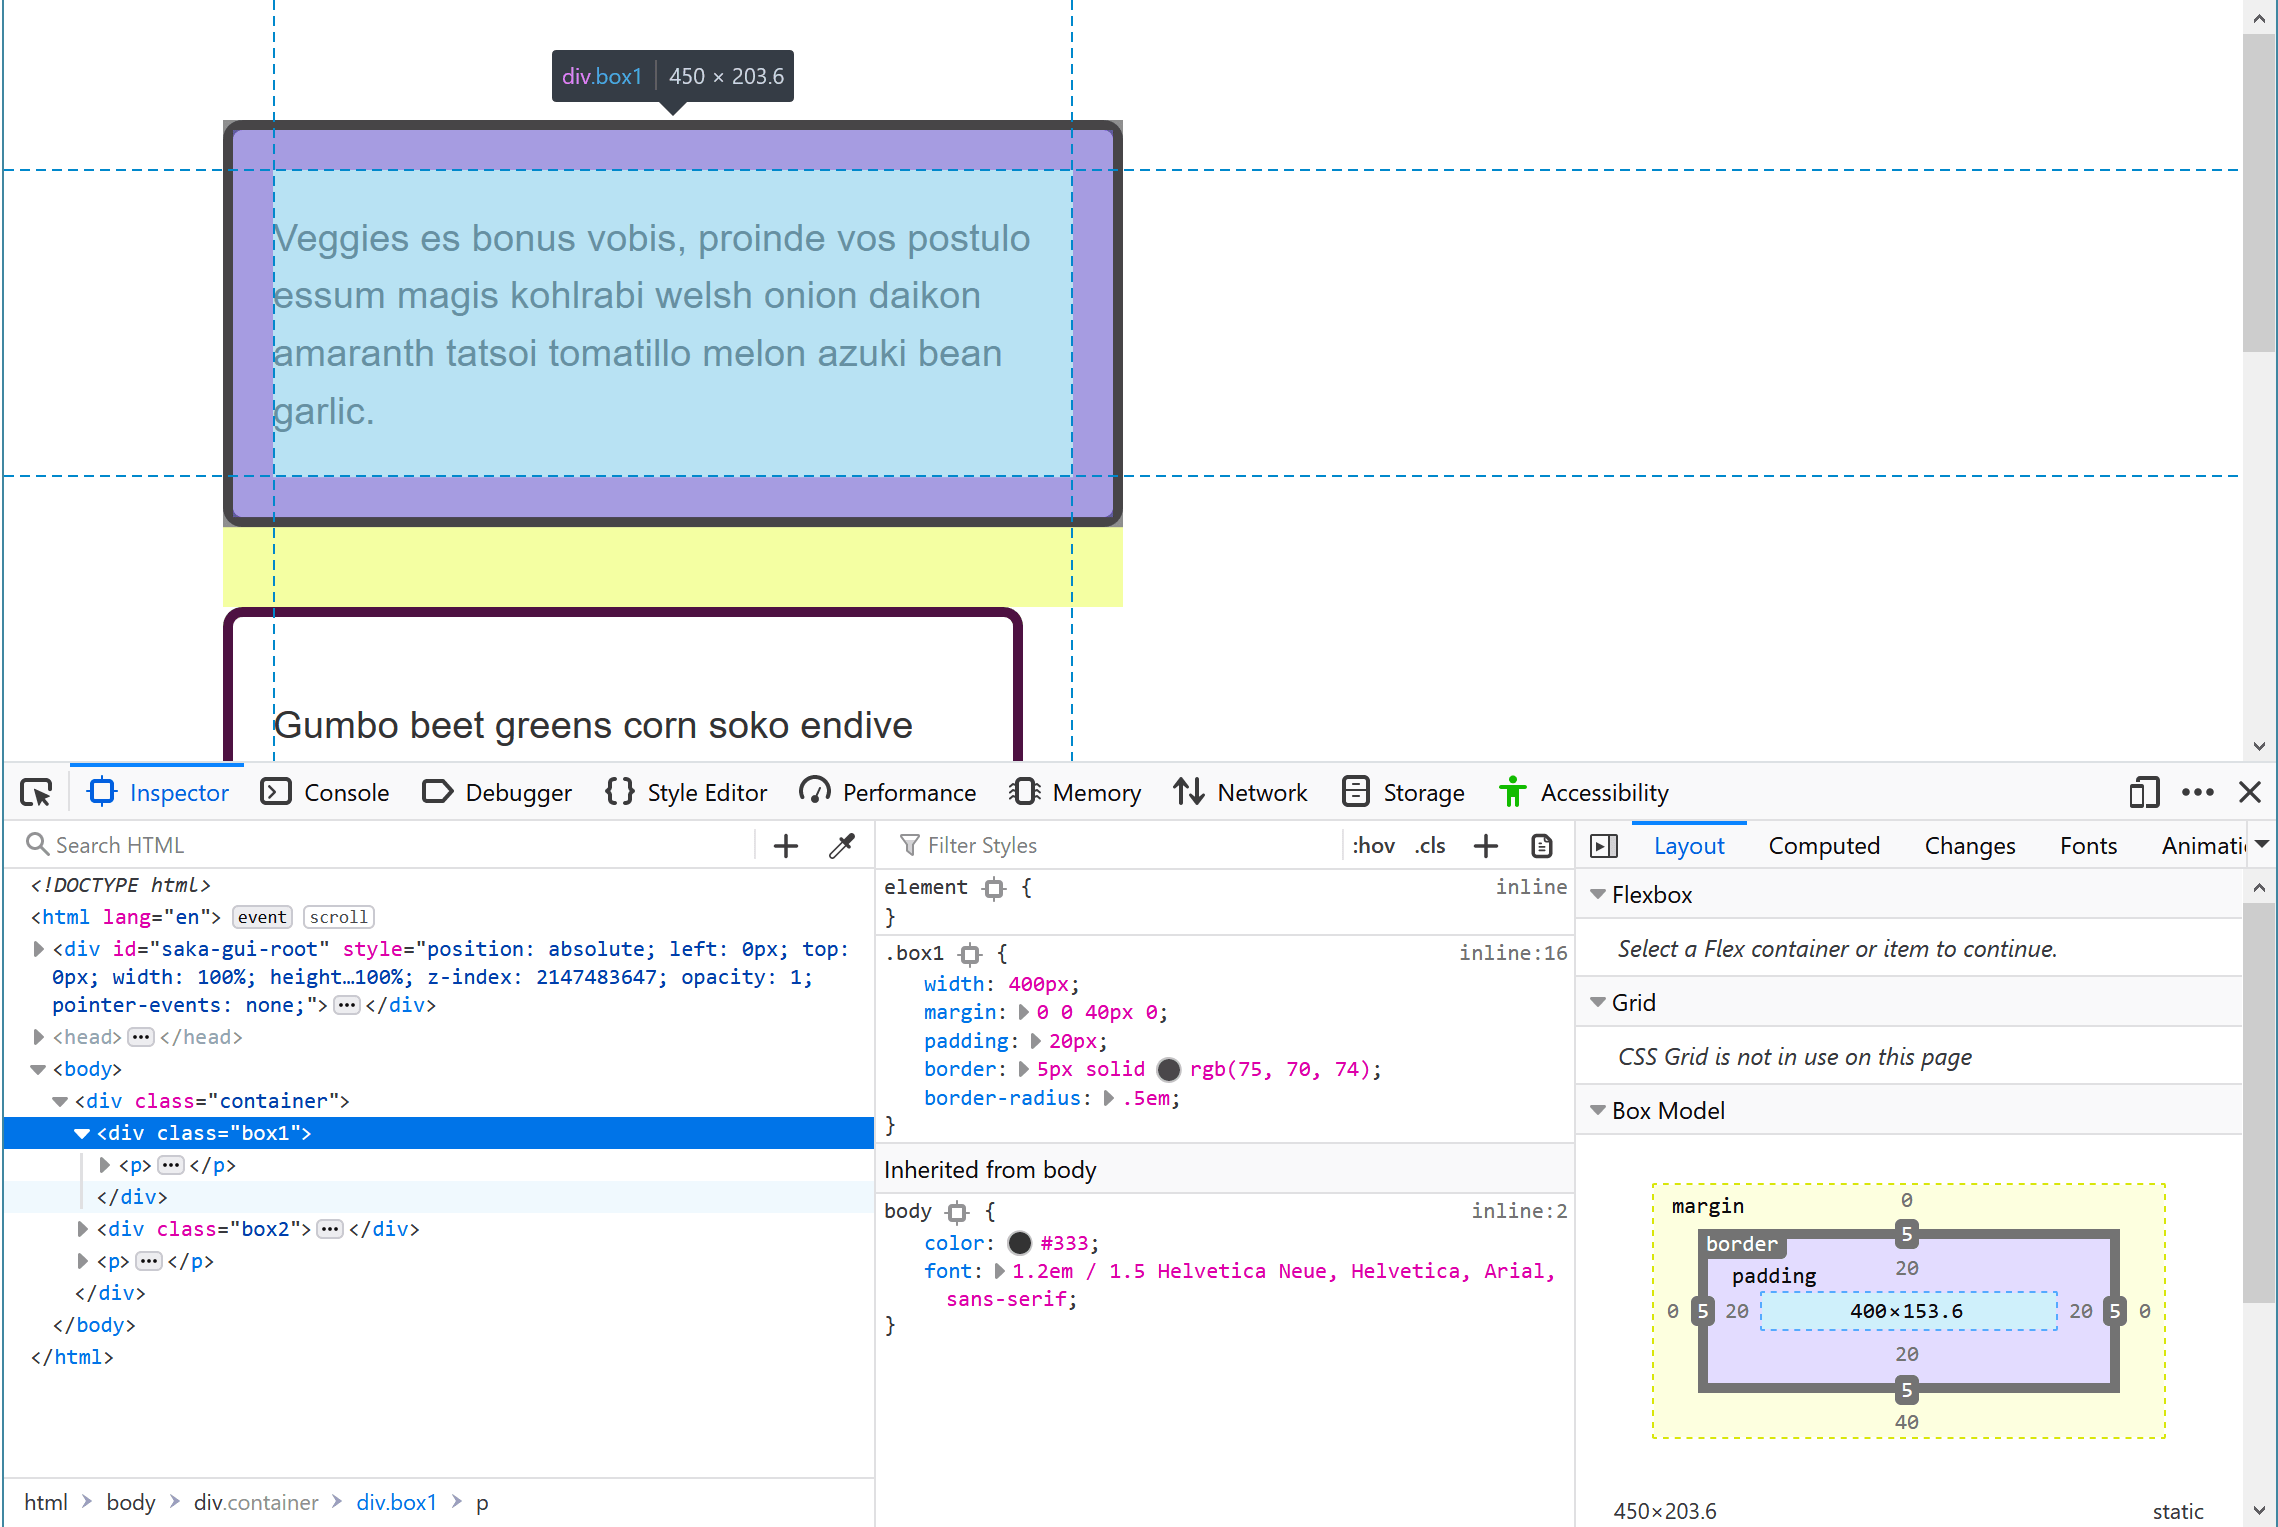 div.box1 450 × 203.6
Veggies es bonus vobis, proinde vos postulo
essum magis kohlrabi welsh onion daikon
amaranth tatsoi tomatillo melon azuki bean
garlic.
Gumbo beet greens corn soko endive
Inspector Console Debugger {} Style Editor Performance Memory Network Storage Accessibility
Search HTML
<!DOCTYPE html>
<html lang="en"> event scroll
<div id="saka-gui-root" style="position: absolute; left: 0px; top:
0px; width: 100%; height…100%; z-index: 2147483647; opacity: 1;
pointer-events: none;"> ••• </div>
<head> ••• </head>
<body>
<div class="container">
<div class="box1">
<p> ••• </p>
</div>
<div class="box2"> ••• </div>
<p> ••• </p>
</div>
</body>
</html>
html body div.container div.box1 p
Filter Styles :hov .cls
element { inline
}
.box1 { inline:16
width: 400px;
margin: 0 0 40px 0;
padding: 20px;
border: 5px solid rgb(75, 70, 74);
border-radius: .5em;
}
Inherited from body
body { inline:2
color: #333;
font: 1.2em / 1.5 Helvetica Neue, Helvetica, Arial,
sans-serif;
}
Layout Computed Changes Fonts Animati
Flexbox
Select a Flex container or item to continue.
Grid
CSS Grid is not in use on this page
Box Model
margin 0
border 5
padding 20
0 5 20 400×153.6 20 5 0
20
5
40
450×203.6 static